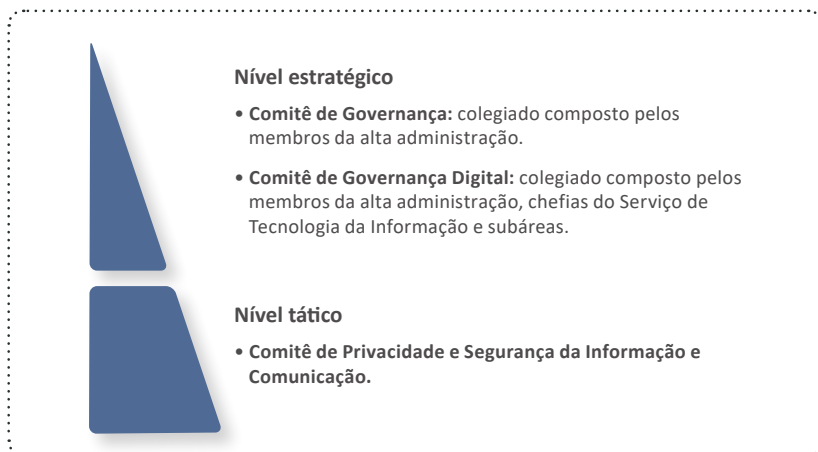 Nível estratégico
• Comitê de Governança: colegiado composto pelos
membros da alta administração.
• Comitê de Governança Digital: colegiado composto pelos
membros da alta administração, chefias do Serviço de
Tecnologia da Informação e subáreas.
Nível tático
• Comitê de Privacidade e Segurança da Informação e
Comunicação.